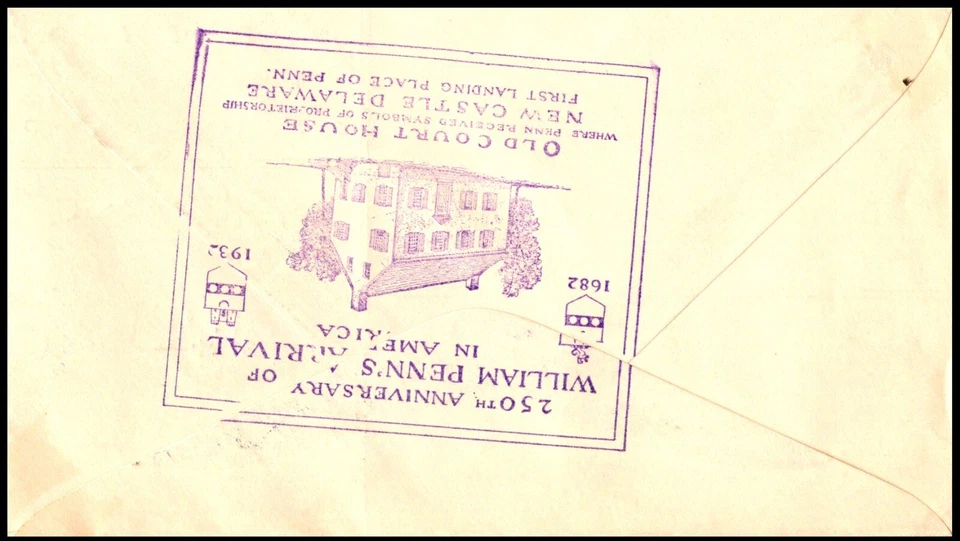 250TH ANNIVERSARY OF
WILLIAM PENN'S ARRIVAL
IN AMERICA
1682
1932
OLD COURT HOUSE
WHERE PENN RECEIVED SYMBOLS OF PROPRIETORSHIP
NEW CASTLE DELAWARE
FIRST LANDING PLACE OF PENN.